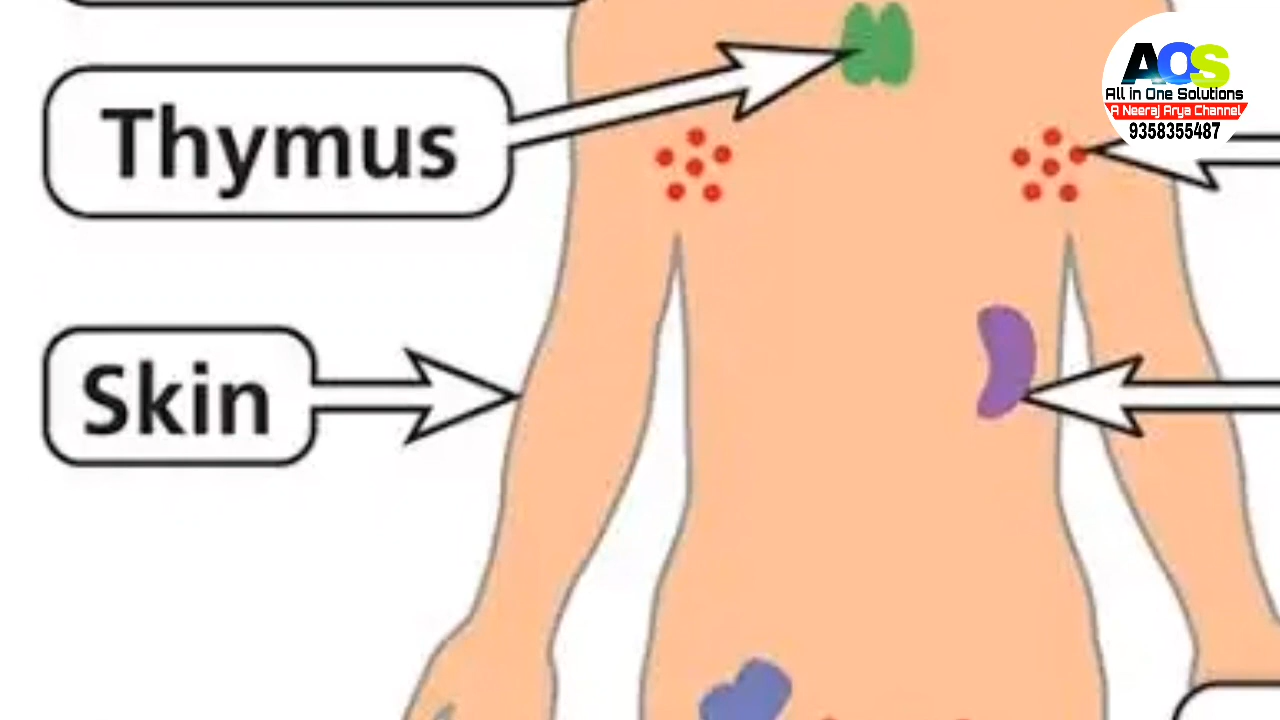 Thymus
Skin
AOS
All in One Solutions
A Neeraj Arya Channel
9358355487